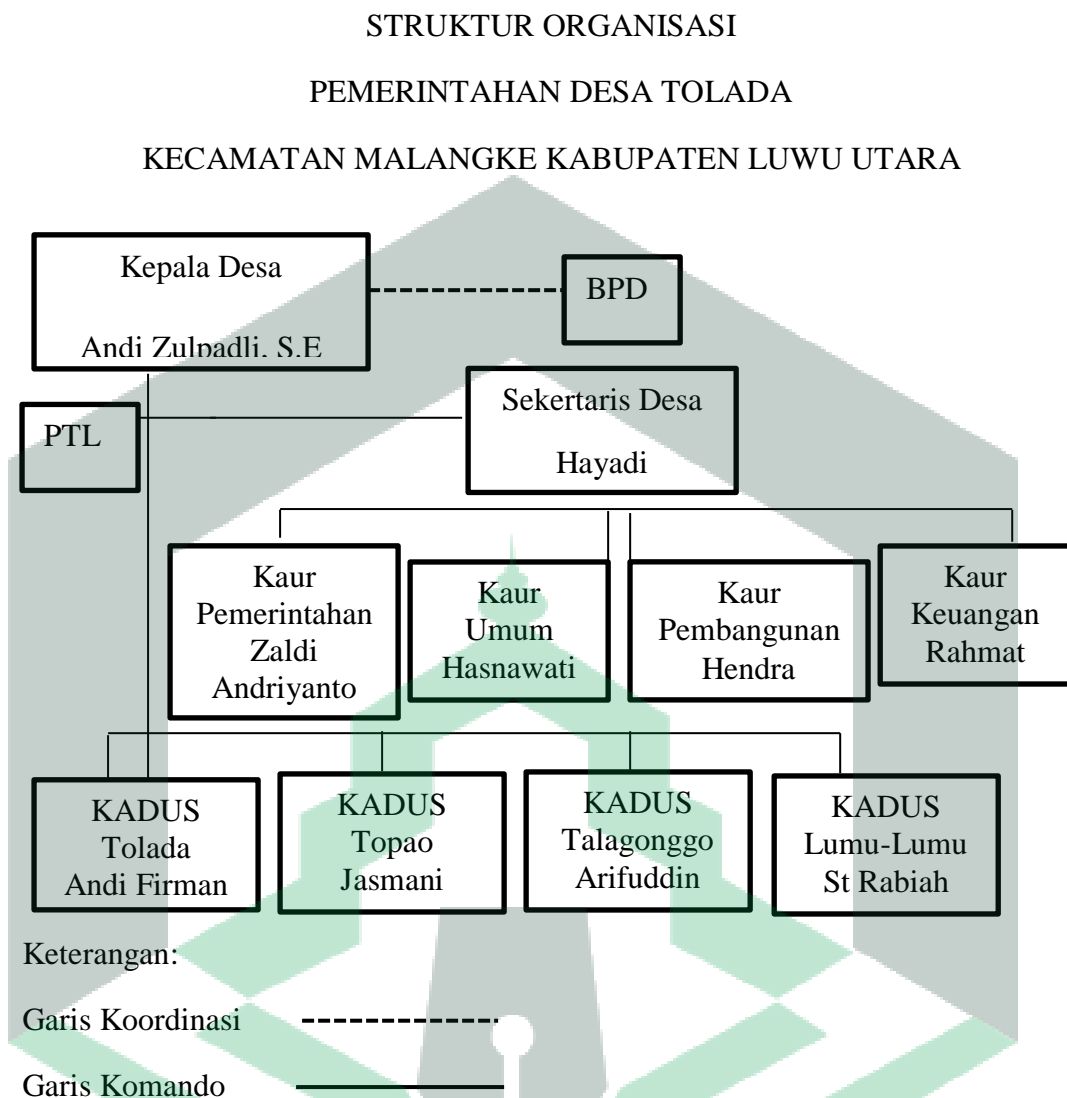 STRUKTUR ORGANISASI
PEMERINTAHAN DESA TOLADA
KECAMATAN MALANGKE KABUPATEN LUWU UTARA
Kepala Desa
Andi Zulpadli, S.E
BPD
PTL
Sekertaris Desa
Hayadi
Kaur
Pemerintahan
Zaldi
Andriyanto
Kaur
Umum
Hasnawati
Kaur
Pembangunan
Hendra
Kaur
Keuangan
Rahmat
KADUS
Tolada
Andi Firman
KADUS
Topao
Jasmani
KADUS
Talagonggo
Arifuddin
KADUS
Lumu-Lumu
St Rabiah
Keterangan:
Garis Koordinasi
Garis Komando